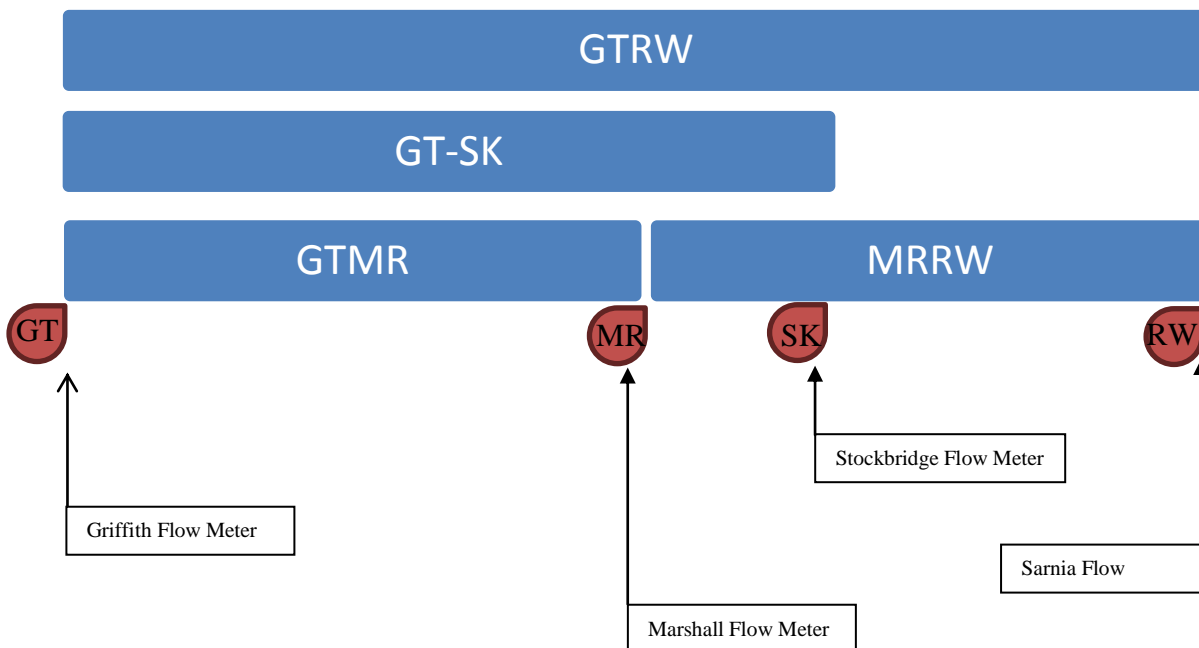 GTRW
GT-SK
GTMR
MRRW
GT
MR
SK
RW
Stockbridge Flow Meter
Griffith Flow Meter
Sarnia Flow
Marshall Flow Meter